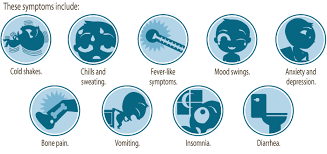 These symptoms include:
Cold shakes.
Chills and
sweating.
Fever-like
symptoms.
Mood swings.
Anxiety and
depression.
Bone pain.
Vomiting.
Insomnia.
Diarrhea.